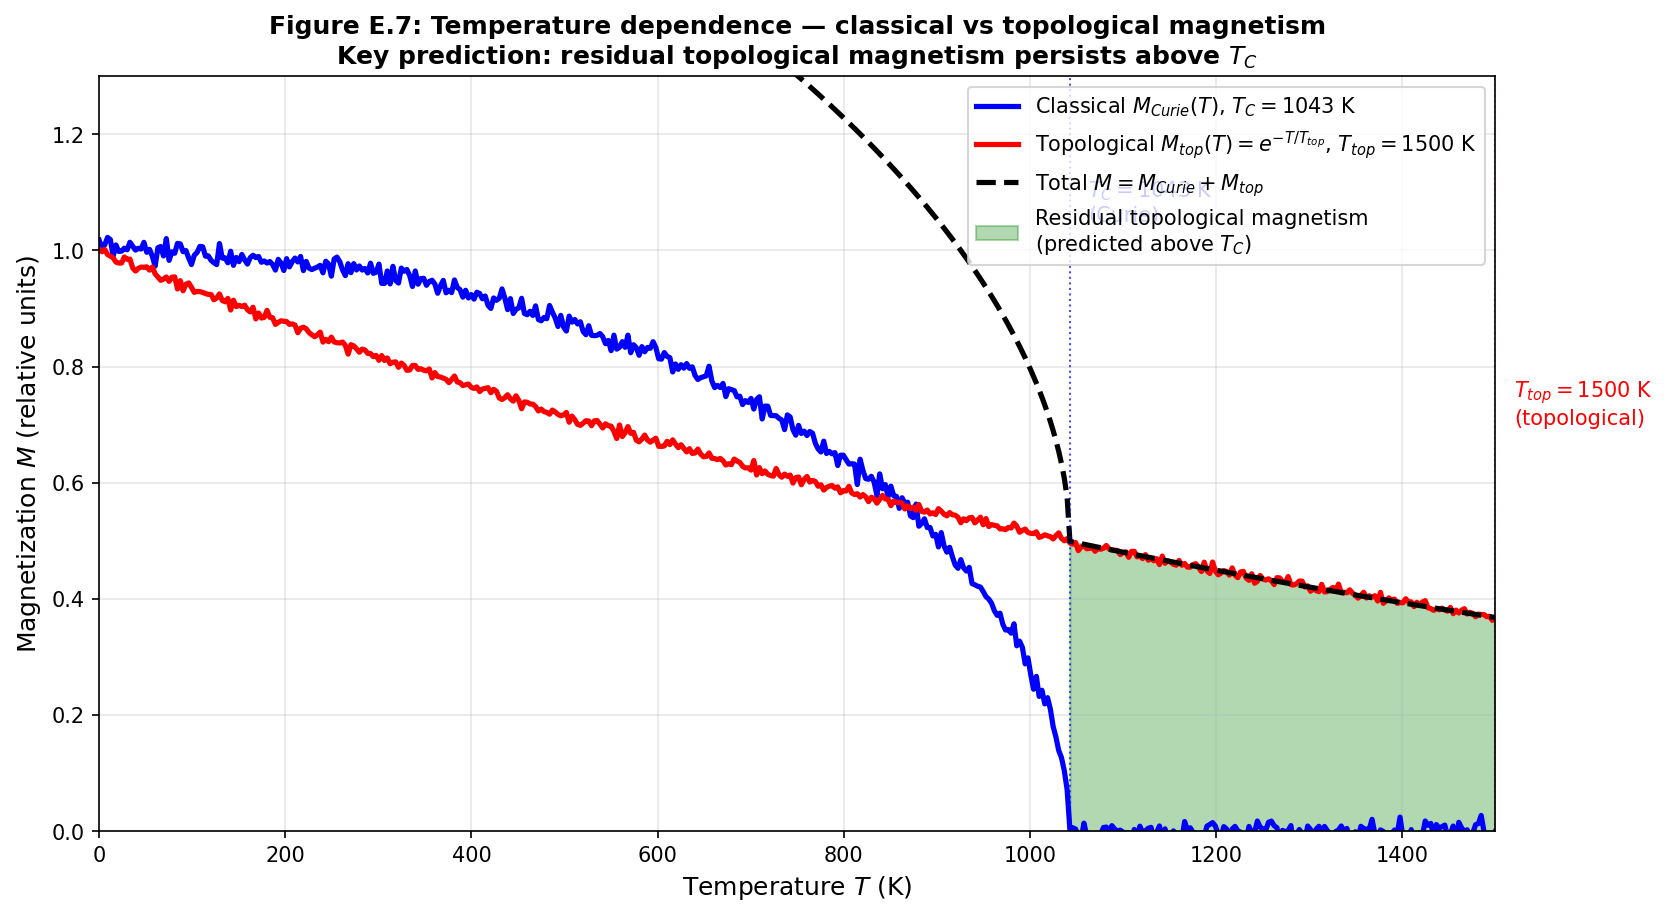 Figure E.7: Temperature dependence — classical vs topological magnetism
Key prediction: residual topological magnetism persists above T_C
Classical M_Curie(T), T_C = 1043 K
Topological M_top(T) = e^{−T/T_top}, T_top = 1500 K
Total M = M_Curie + M_top
Residual topological magnetism
(predicted above T_C)
T_C = 1043 K
(Curie)
T_top = 1500 K
(topological)
Magnetization M (relative units)
1.2
1.0
0.8
0.6
0.4
0.2
0.0
0 200 400 600 800 1000 1200 1400
Temperature T (K)